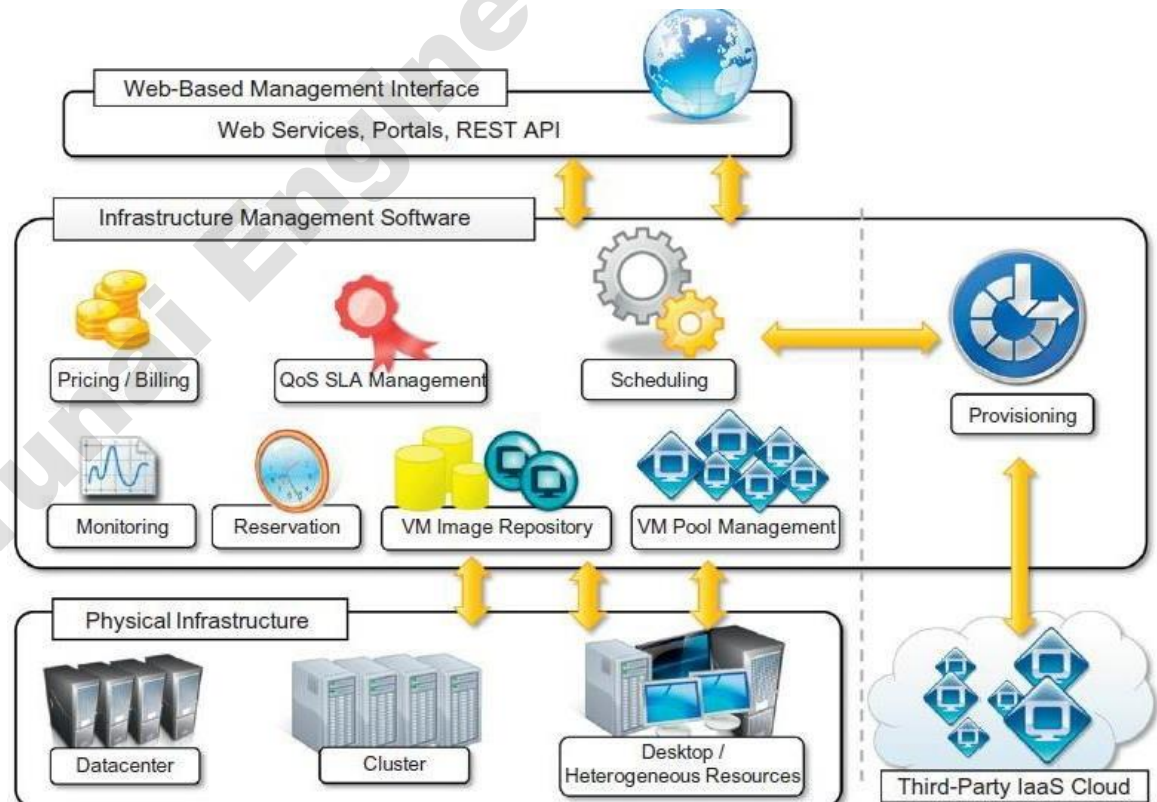 Web-Based Management Interface
Web Services, Portals, REST API
Infrastructure Management Software
Pricing / Billing
QoS SLA Management
Scheduling
Provisioning
Monitoring
Reservation
VM Image Repository
VM Pool Management
Physical Infrastructure
Datacenter
Cluster
Desktop /
Heterogeneous Resources
Third-Party IaaS Cloud